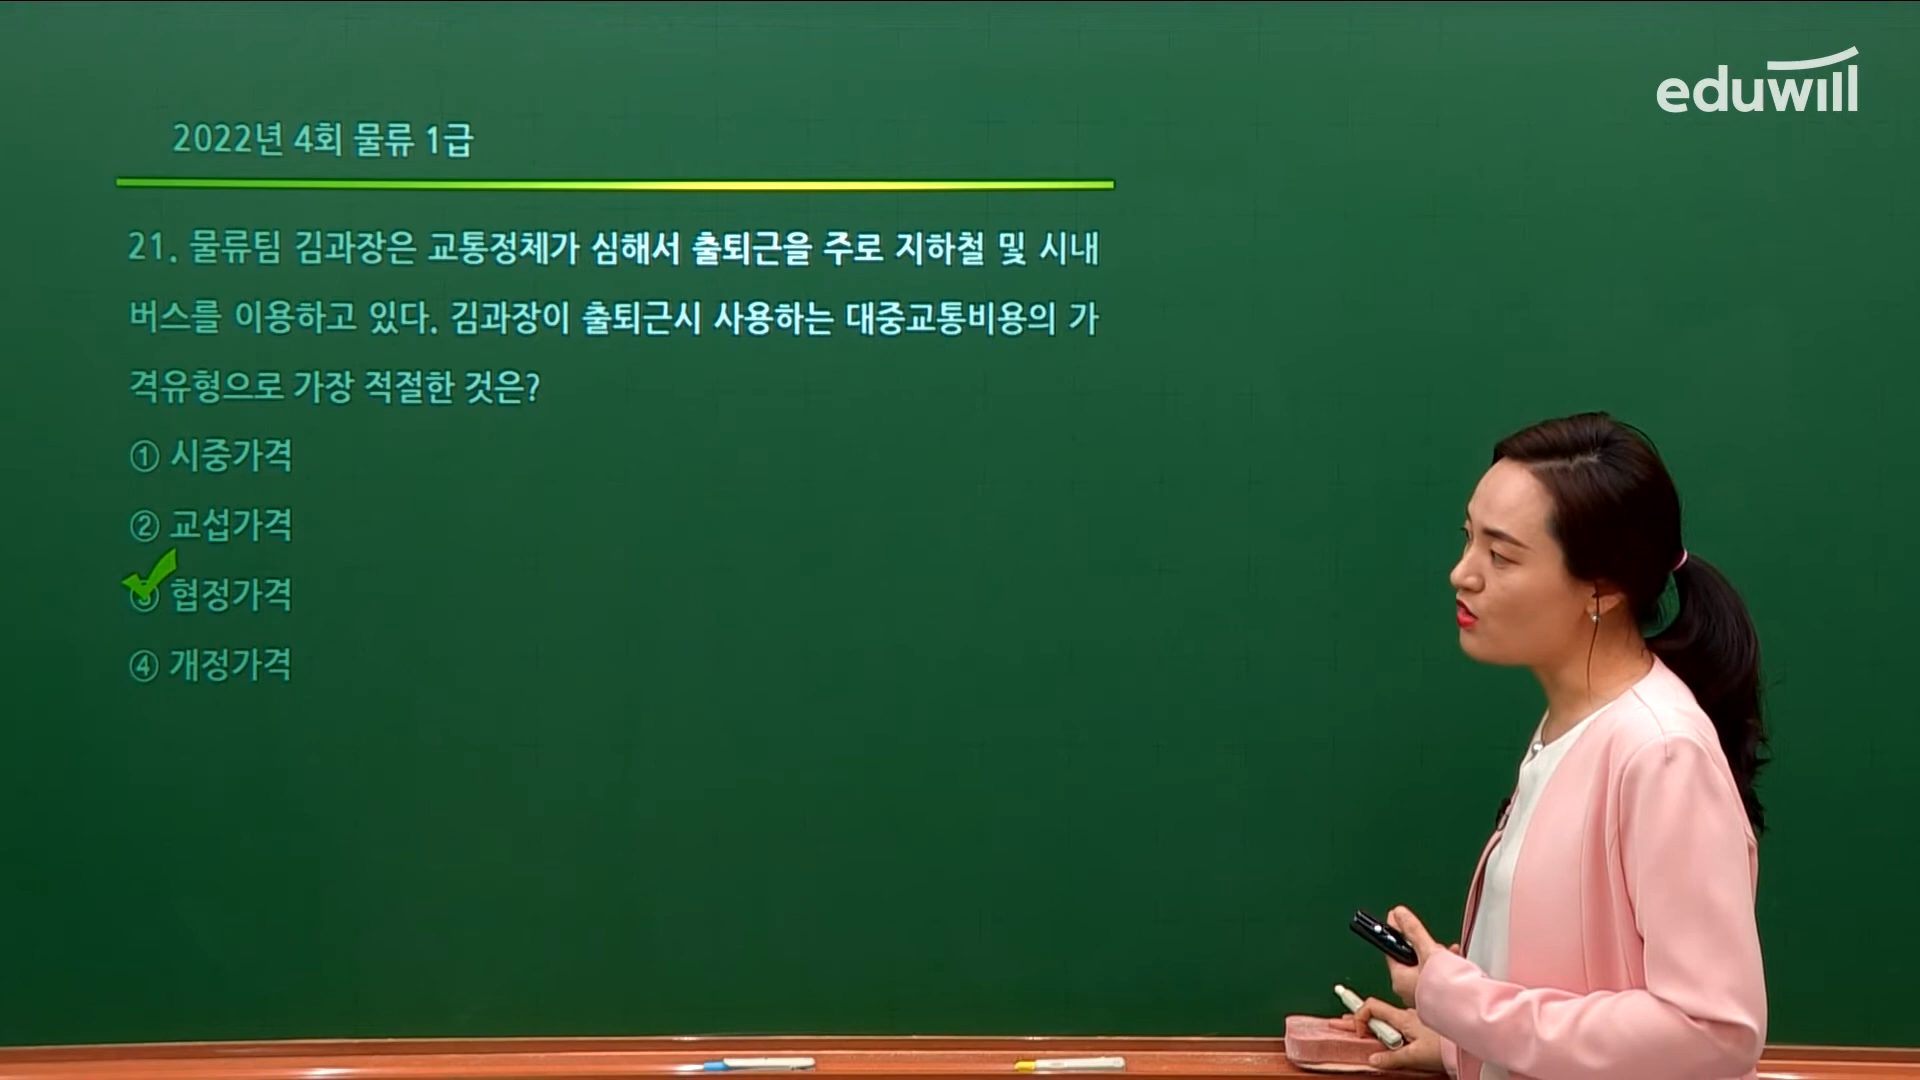 eduwill
2022년 4회 물류 1급
21. 물류팀 김과장은 교통정체가 심해서 출퇴근을 주로 지하철 및 시내
버스를 이용하고 있다. 김과장이 출퇴근시 사용하는 대중교통비용의 가
격유형으로 가장 적절한 것은?
① 시중가격
② 교섭가격
③ 협정가격
④ 개정가격